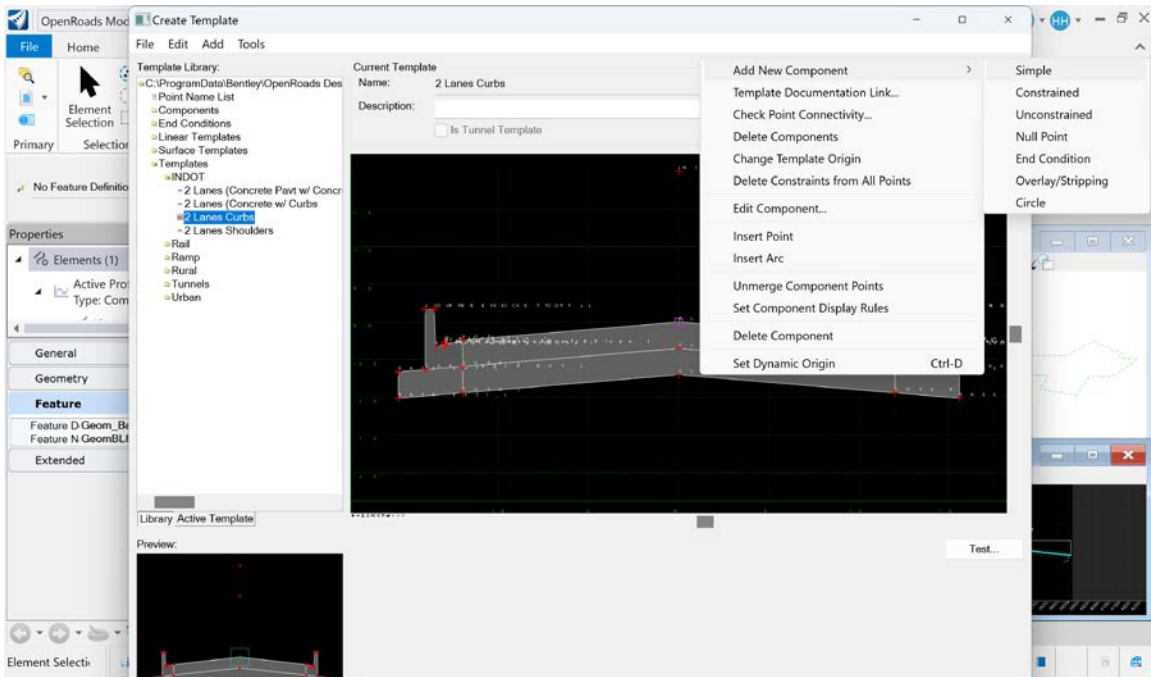 OpenRoads Mod
Create Template
HH
File Home
File Edit Add Tools
Element
Selection
Primary
Selection
No Feature Definitio
Properties
Elements (1)
Active Pro
Type: Com
General
Geometry
Feature
Feature D Geom_Ba
Feature N GeomBL8
Extended
Element Selecti
Template Library:
C:\ProgramData\Bentley\OpenRoads Des
Point Name List
Components
End Conditions
Linear Templates
Surface Templates
Templates
INDOT
2 Lanes (Concrete Pavt w/ Concr
2 Lanes (Concrete w/ Curbs
2 Lanes Curbs
2 Lanes Shoulders
Rail
Ramp
Rural
Tunnels
Urban
Library Active Template
Preview:
Current Template
Name: 2 Lanes Curbs
Description:
Is Tunnel Template
Add New Component
Template Documentation Link...
Check Point Connectivity...
Delete Components
Change Template Origin
Delete Constraints from All Points
Edit Component...
Insert Point
Insert Arc
Unmerge Component Points
Set Component Display Rules
Delete Component
Set Dynamic Origin Ctrl-D
Simple
Constrained
Unconstrained
Null Point
End Condition
Overlay/Stripping
Circle
Test...